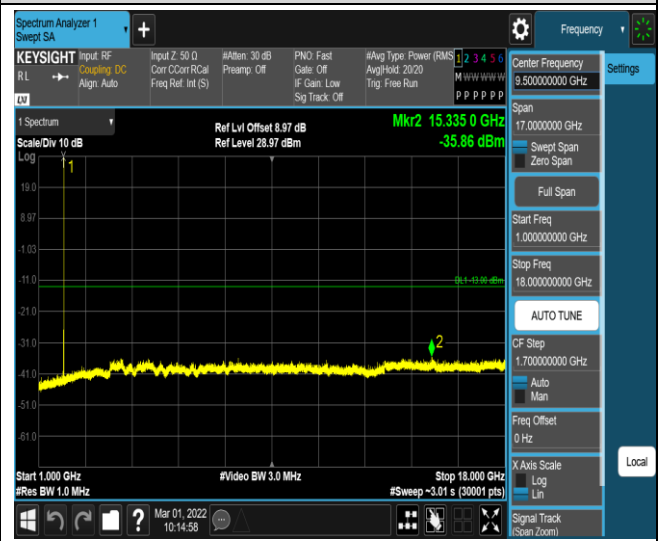 Spectrum Analyzer 1
Swept SA
+
Frequency
KEYSIGHT
RL
LXI
Input: RF
Coupling: DC
Align: Auto
Input Z: 50 Ω
Corr CCorr RCal
Freq Ref: Int (S)
#Atten: 30 dB
Preamp: Off
PNO: Fast
Gate: Off
IF Gain: Low
Sig Track: Off
#Avg Type: Power (RMS
Avg|Hold: 20/20
Trig: Free Run
1 2 3 4 5 6
M W W W W W
P P P P P P
1 Spectrum
Scale/Div 10 dB
Ref Lvl Offset 8.97 dB
Ref Level 28.97 dBm
Mkr2 15.335 0 GHz
-35.86 dBm
Log
1
19.0
8.97
-1.03
-11.0
DL1 -13.00 dBm
-21.0
-31.0
2
-41.0
-51.0
-61.0
Start 1.000 GHz
#Video BW 3.0 MHz
Stop 18.000 GHz
#Res BW 1.0 MHz
#Sweep ~3.01 s (30001 pts)
?
Mar 01, 2022
10:14:58
Center Frequency
9.500000000 GHz
Settings
Span
17.0000000 GHz
Swept Span
Zero Span
Full Span
Start Freq
1.000000000 GHz
Stop Freq
18.000000000 GHz
AUTO TUNE
CF Step
1.700000000 GHz
Auto
Man
Freq Offset
0 Hz
X Axis Scale
Log
Lin
Local
Signal Track
(Span Zoom)